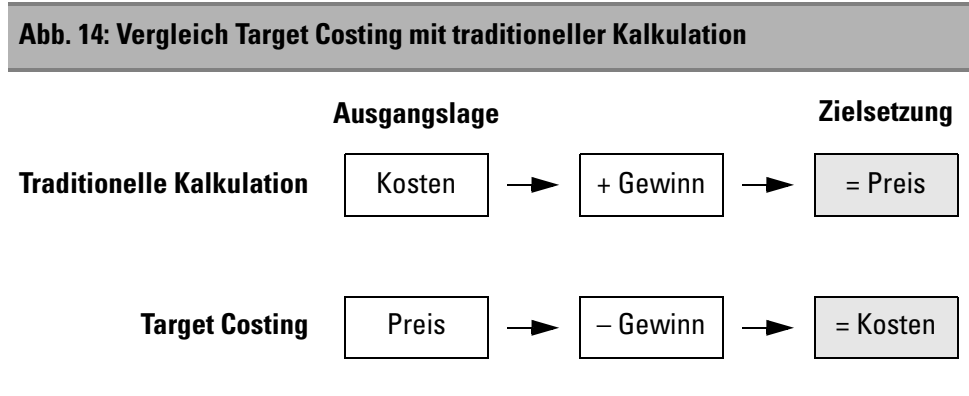 Abb. 14: Vergleich Target Costing mit traditioneller Kalkulation
Ausgangslage Zielsetzung
Traditionelle Kalkulation Kosten + Gewinn = Preis
Target Costing Preis – Gewinn = Kosten